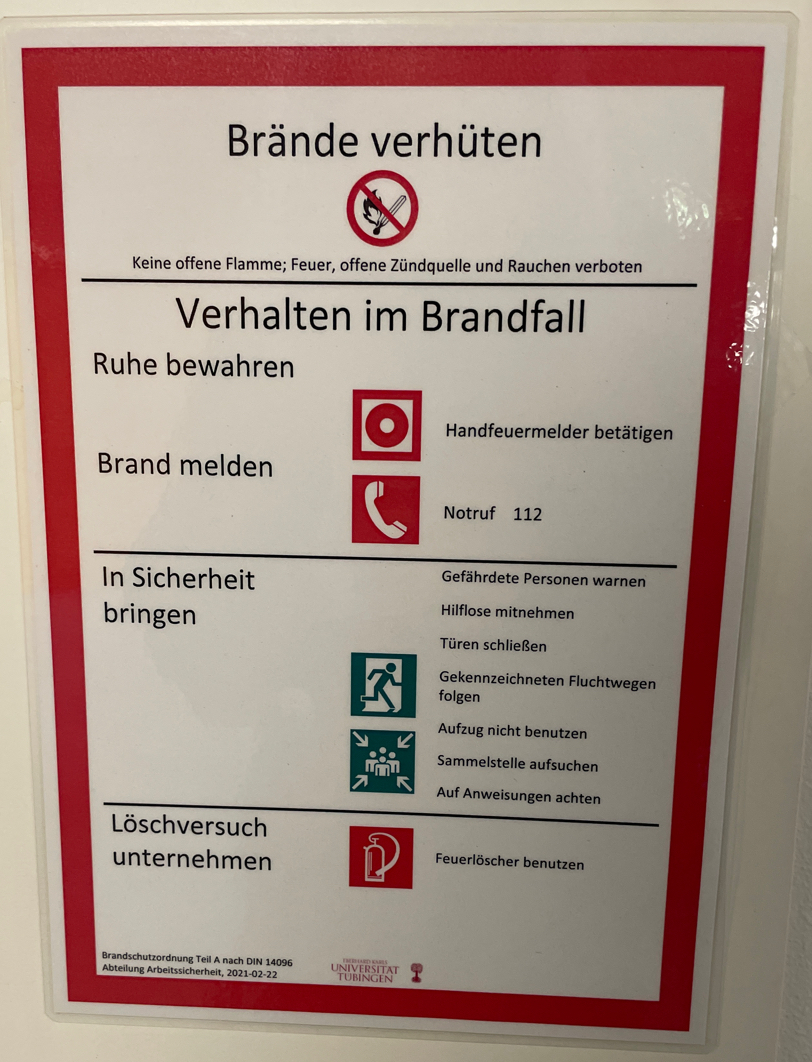 Brände verhüten
Keine offene Flamme; Feuer, offene Zündquelle und Rauchen verboten
Verhalten im Brandfall
Ruhe bewahren
Handfeuermelder betätigen
Brand melden
Notruf 112
In Sicherheit
bringen
Gefährdete Personen warnen
Hilflose mitnehmen
Türen schließen
Gekennzeichneten Fluchtwegen
folgen
Aufzug nicht benutzen
Sammelstelle aufsuchen
Auf Anweisungen achten
Löschversuch
unternehmen
Feuerlöscher benutzen
Brandschutzordnung Teil A nach DIN 14096
Abteilung Arbeitssicherheit, 2021-02-22
EBERHARD KARLS
UNIVERSITÄT
TÜBINGEN